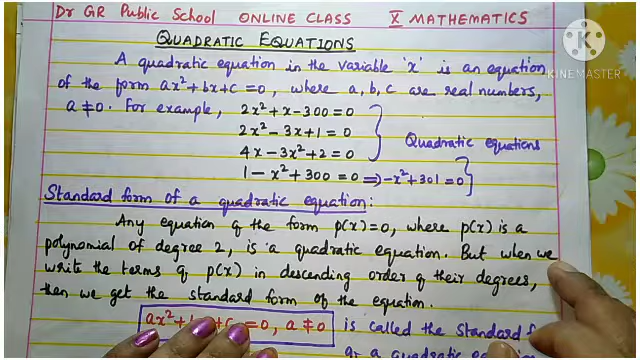 Dr GR Public School ONLINE CLASS X MATHEMATICS
QUADRATIC EQUATIONS
KINEMASTER
A quadratic equation in the variable 'x' is an equation
of the form ax²+bx+c=0, where a, b, c are real numbers,
a ≠ 0. For example, 2x²+x-300=0
2x²-3x+1=0
4x-3x²+2=0
Quadratic equations
1-x²+300=0 ⇒ -x²+301=0
Standard form of a quadratic equation:
Any equation of the form p(x)=0, where p(x) is a
polynomial of degree 2, is a quadratic equation. But when we
write the terms of p(x) in descending order of their degrees,
then we get the standard form of the equation.
ax²+ =0, a ≠ 0 is called the Standard
a quadratic